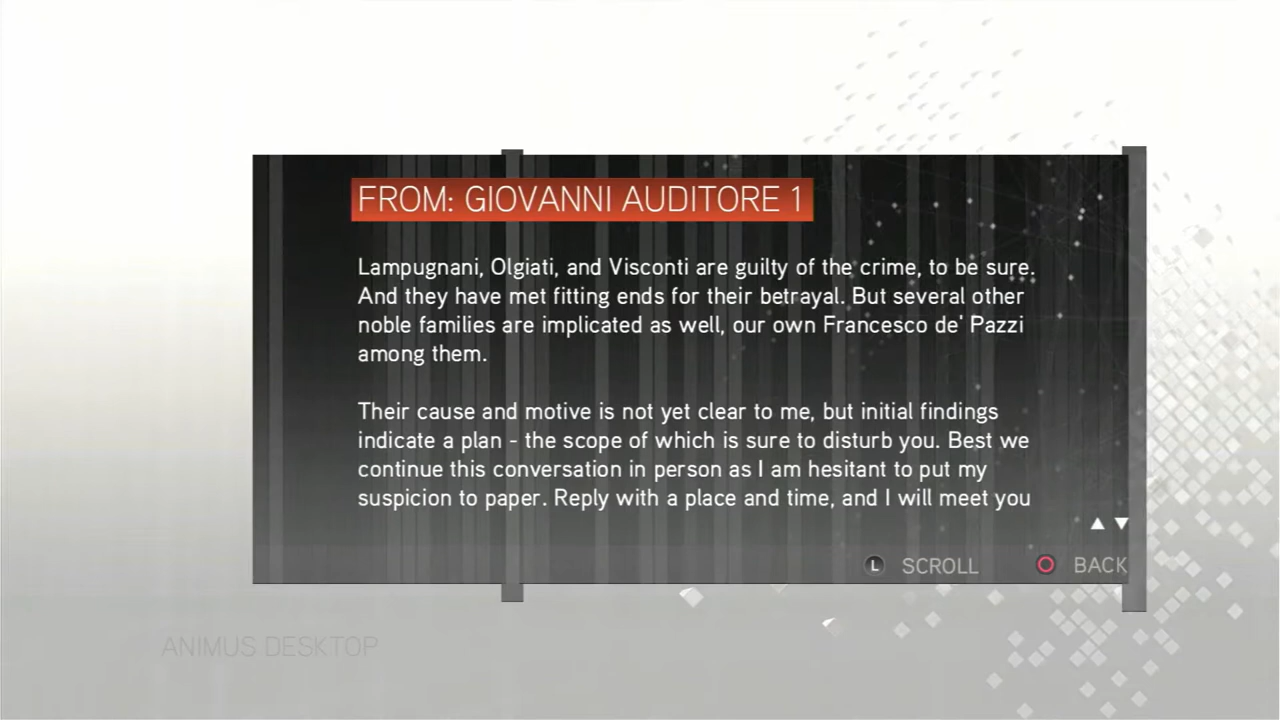 FROM: GIOVANNI AUDITORE 1
Lampugnani, Olgiati, and Visconti are guilty of the crime, to be sure.
And they have met fitting ends for their betrayal. But several other
noble families are implicated as well, our own Francesco de' Pazzi
among them.
Their cause and motive is not yet clear to me, but initial findings
indicate a plan - the scope of which is sure to disturb you. Best we
continue this conversation in person as I am hesitant to put my
suspicion to paper. Reply with a place and time, and I will meet you
L SCROLL BACK
ANIMUS DESKTOP